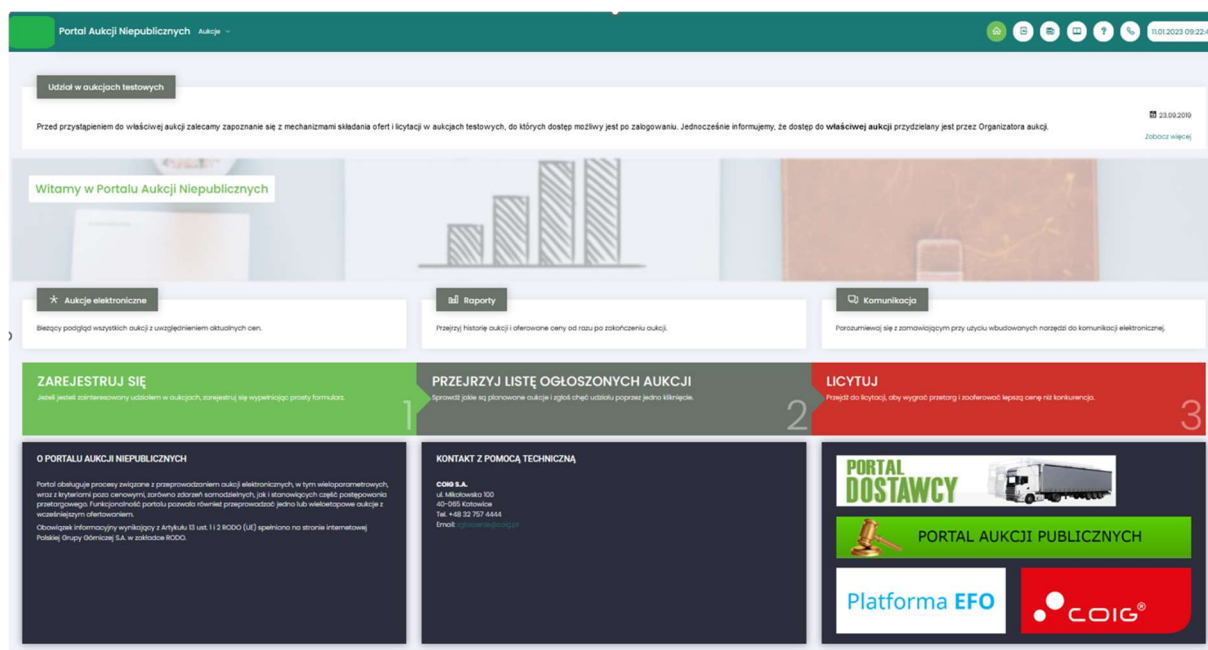 Portal Aukcji Niepublicznych Aukcje
11.01.2023 09:22:4
Udział w aukcjach testowych
Przed przystąpieniem do właściwej aukcji zalecamy zapoznanie się z mechanizmami składania ofert i licytacji w aukcjach testowych, do których dostęp możliwy jest po zalogowaniu. Jednocześnie informujemy, że dostęp do właściwej aukcji przydzielany jest przez Organizatora aukcji.
23.09.2019
Zobacz więcej
Witamy w Portalu Aukcji Niepublicznych
Aukcje elektroniczne
Bieżący podgląd wszystkich aukcji z uwzględnieniem aktualnych cen.
Raporty
Przejrzyj historię aukcji i oferowane ceny od razu po zakończeniu aukcji.
Komunikacja
Porozumiewaj się z zamawiającym przy użyciu wbudowanych narzędzi do komunikacji elektronicznej.
ZAREJESTRUJ SIĘ
Jeżeli jesteś zainteresowany udziałem w aukcjach, zarejestruj się wypełniając prosty formularz.
1
PRZEJRZYJ LISTĘ OGŁOSZONYCH AUKCJI
Sprawdź jakie są planowane aukcje i zgłoś chęć udziału poprzez jedno kliknięcie.
2
LICYTUJ
Przejdź do licytacji, aby wygrać przetarg i zaoferować lepszą cenę niż konkurencja.
3
O PORTALU AUKCJI NIEPUBLICZNYCH
Portal obsługuje procesy związane z przeprowadzaniem aukcji elektronicznych, w tym wieloparametrowych,
wraz z kryteriami poza cenowymi, zarówno zdarzeń samodzielnych, jak i stanowiących część postępowania
przetargowego. Funkcjonalność portalu pozwala również przeprowadzać jedno lub wieloetapowe aukcje z
wcześniejszym ofertowaniem.
Obowiązek informacyjny wynikający z Artykułu 13 ust. 1 i 2 RODO (UE) spełniono na stronie internetowej
Polskiej Grupy Górniczej S.A. w zakładce RODO.
KONTAKT Z POMOCĄ TECHNICZNĄ
COIG S.A.
ul. Mikołowska 100
40-065 Katowice
Tel. +48 32 757 4444
Email: zgloszenie@coig.pl
PORTAL
DOSTAWCY
PORTAL AUKCJI PUBLICZNYCH
Platforma EFO
COIG®